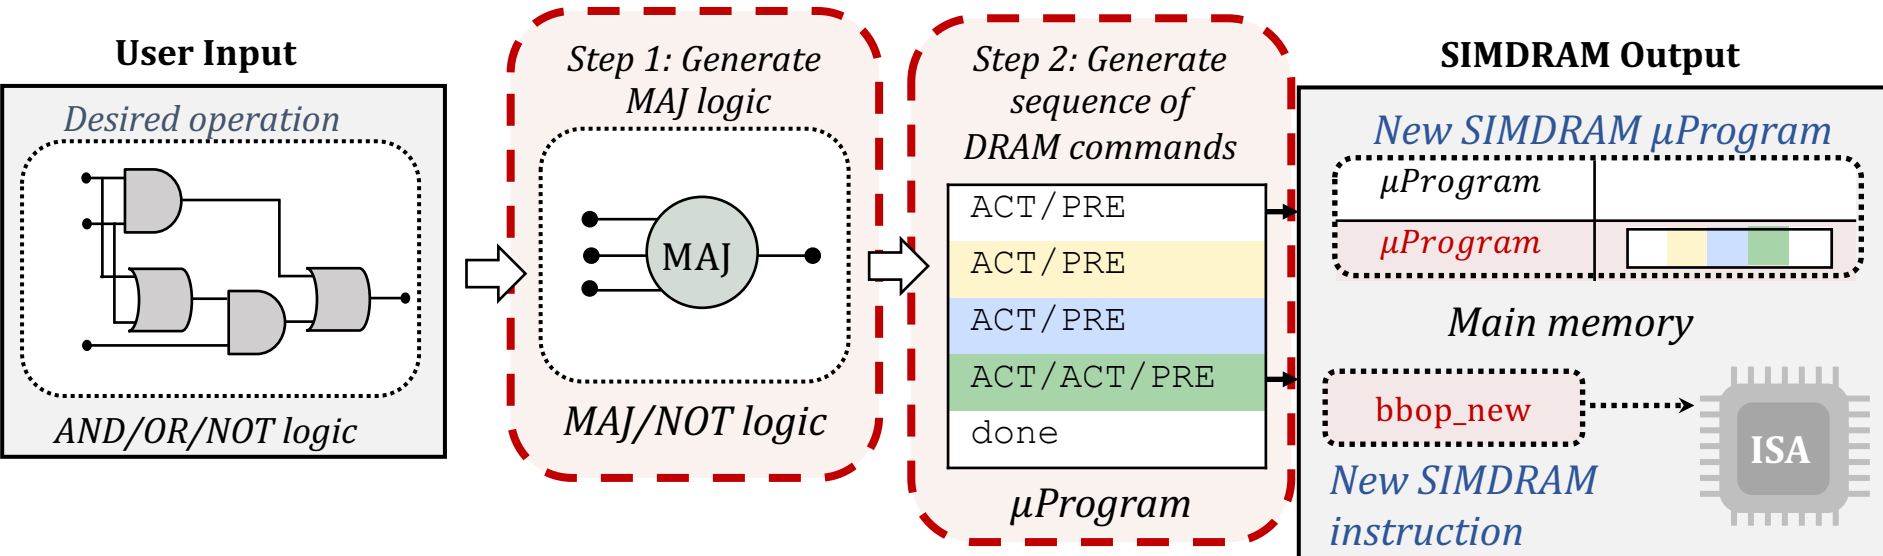 User Input
Desired operation
AND/OR/NOT logic
Step 1: Generate
MAJ logic
MAJ
MAJ/NOT logic
Step 2: Generate
sequence of
DRAM commands
ACT/PRE
ACT/PRE
ACT/PRE
ACT/ACT/PRE
done
μProgram
SIMDRAM Output
New SIMDRAM μProgram
μProgram
μProgram
Main memory
bbop_new
ISA
New SIMDRAM
instruction